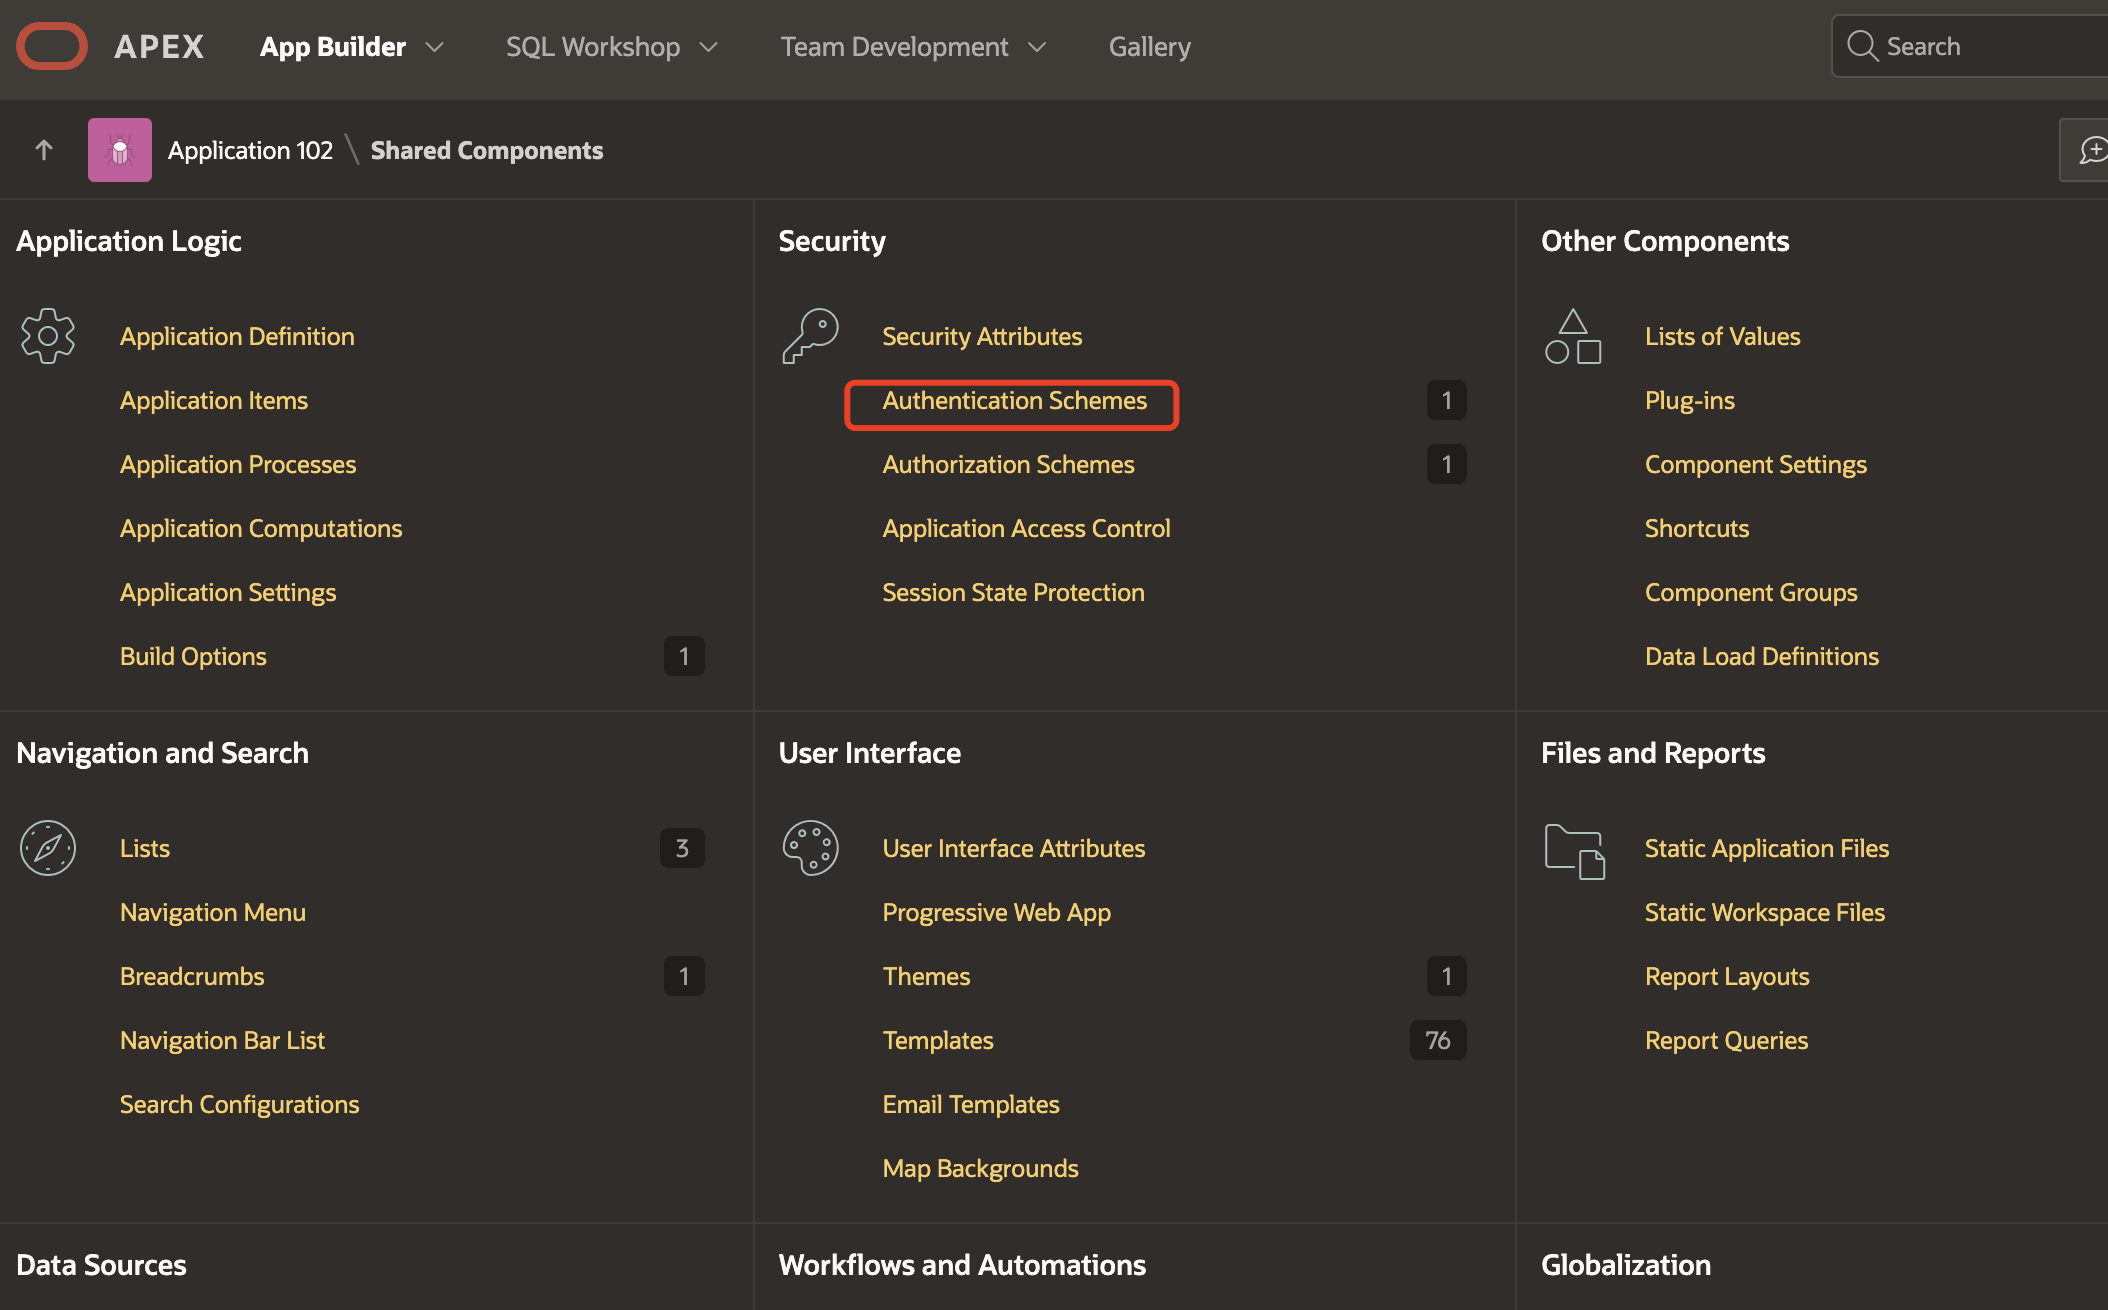 APEX
App Builder
SQL Workshop
Team Development
Gallery
Search
Application 102 \ Shared Components
Application Logic
Application Definition
Application Items
Application Processes
Application Computations
Application Settings
Build Options 1
Security
Security Attributes
Authentication Schemes 1
Authorization Schemes 1
Application Access Control
Session State Protection
Other Components
Lists of Values
Plug-ins
Component Settings
Shortcuts
Component Groups
Data Load Definitions
Navigation and Search
Lists 3
Navigation Menu
Breadcrumbs 1
Navigation Bar List
Search Configurations
User Interface
User Interface Attributes
Progressive Web App
Themes 1
Templates 76
Email Templates
Map Backgrounds
Files and Reports
Static Application Files
Static Workspace Files
Report Layouts
Report Queries
Data Sources
Workflows and Automations
Globalization